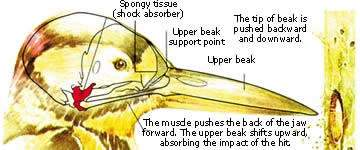 Spongy tissue
(shock absorber)
Upper beak
support point
The tip of beak is
pushed backward
and downward.
Upper beak
The muscle pushes the back of the jaw
forward. The upper beak shifts upward,
absorbing the impact of the hit.